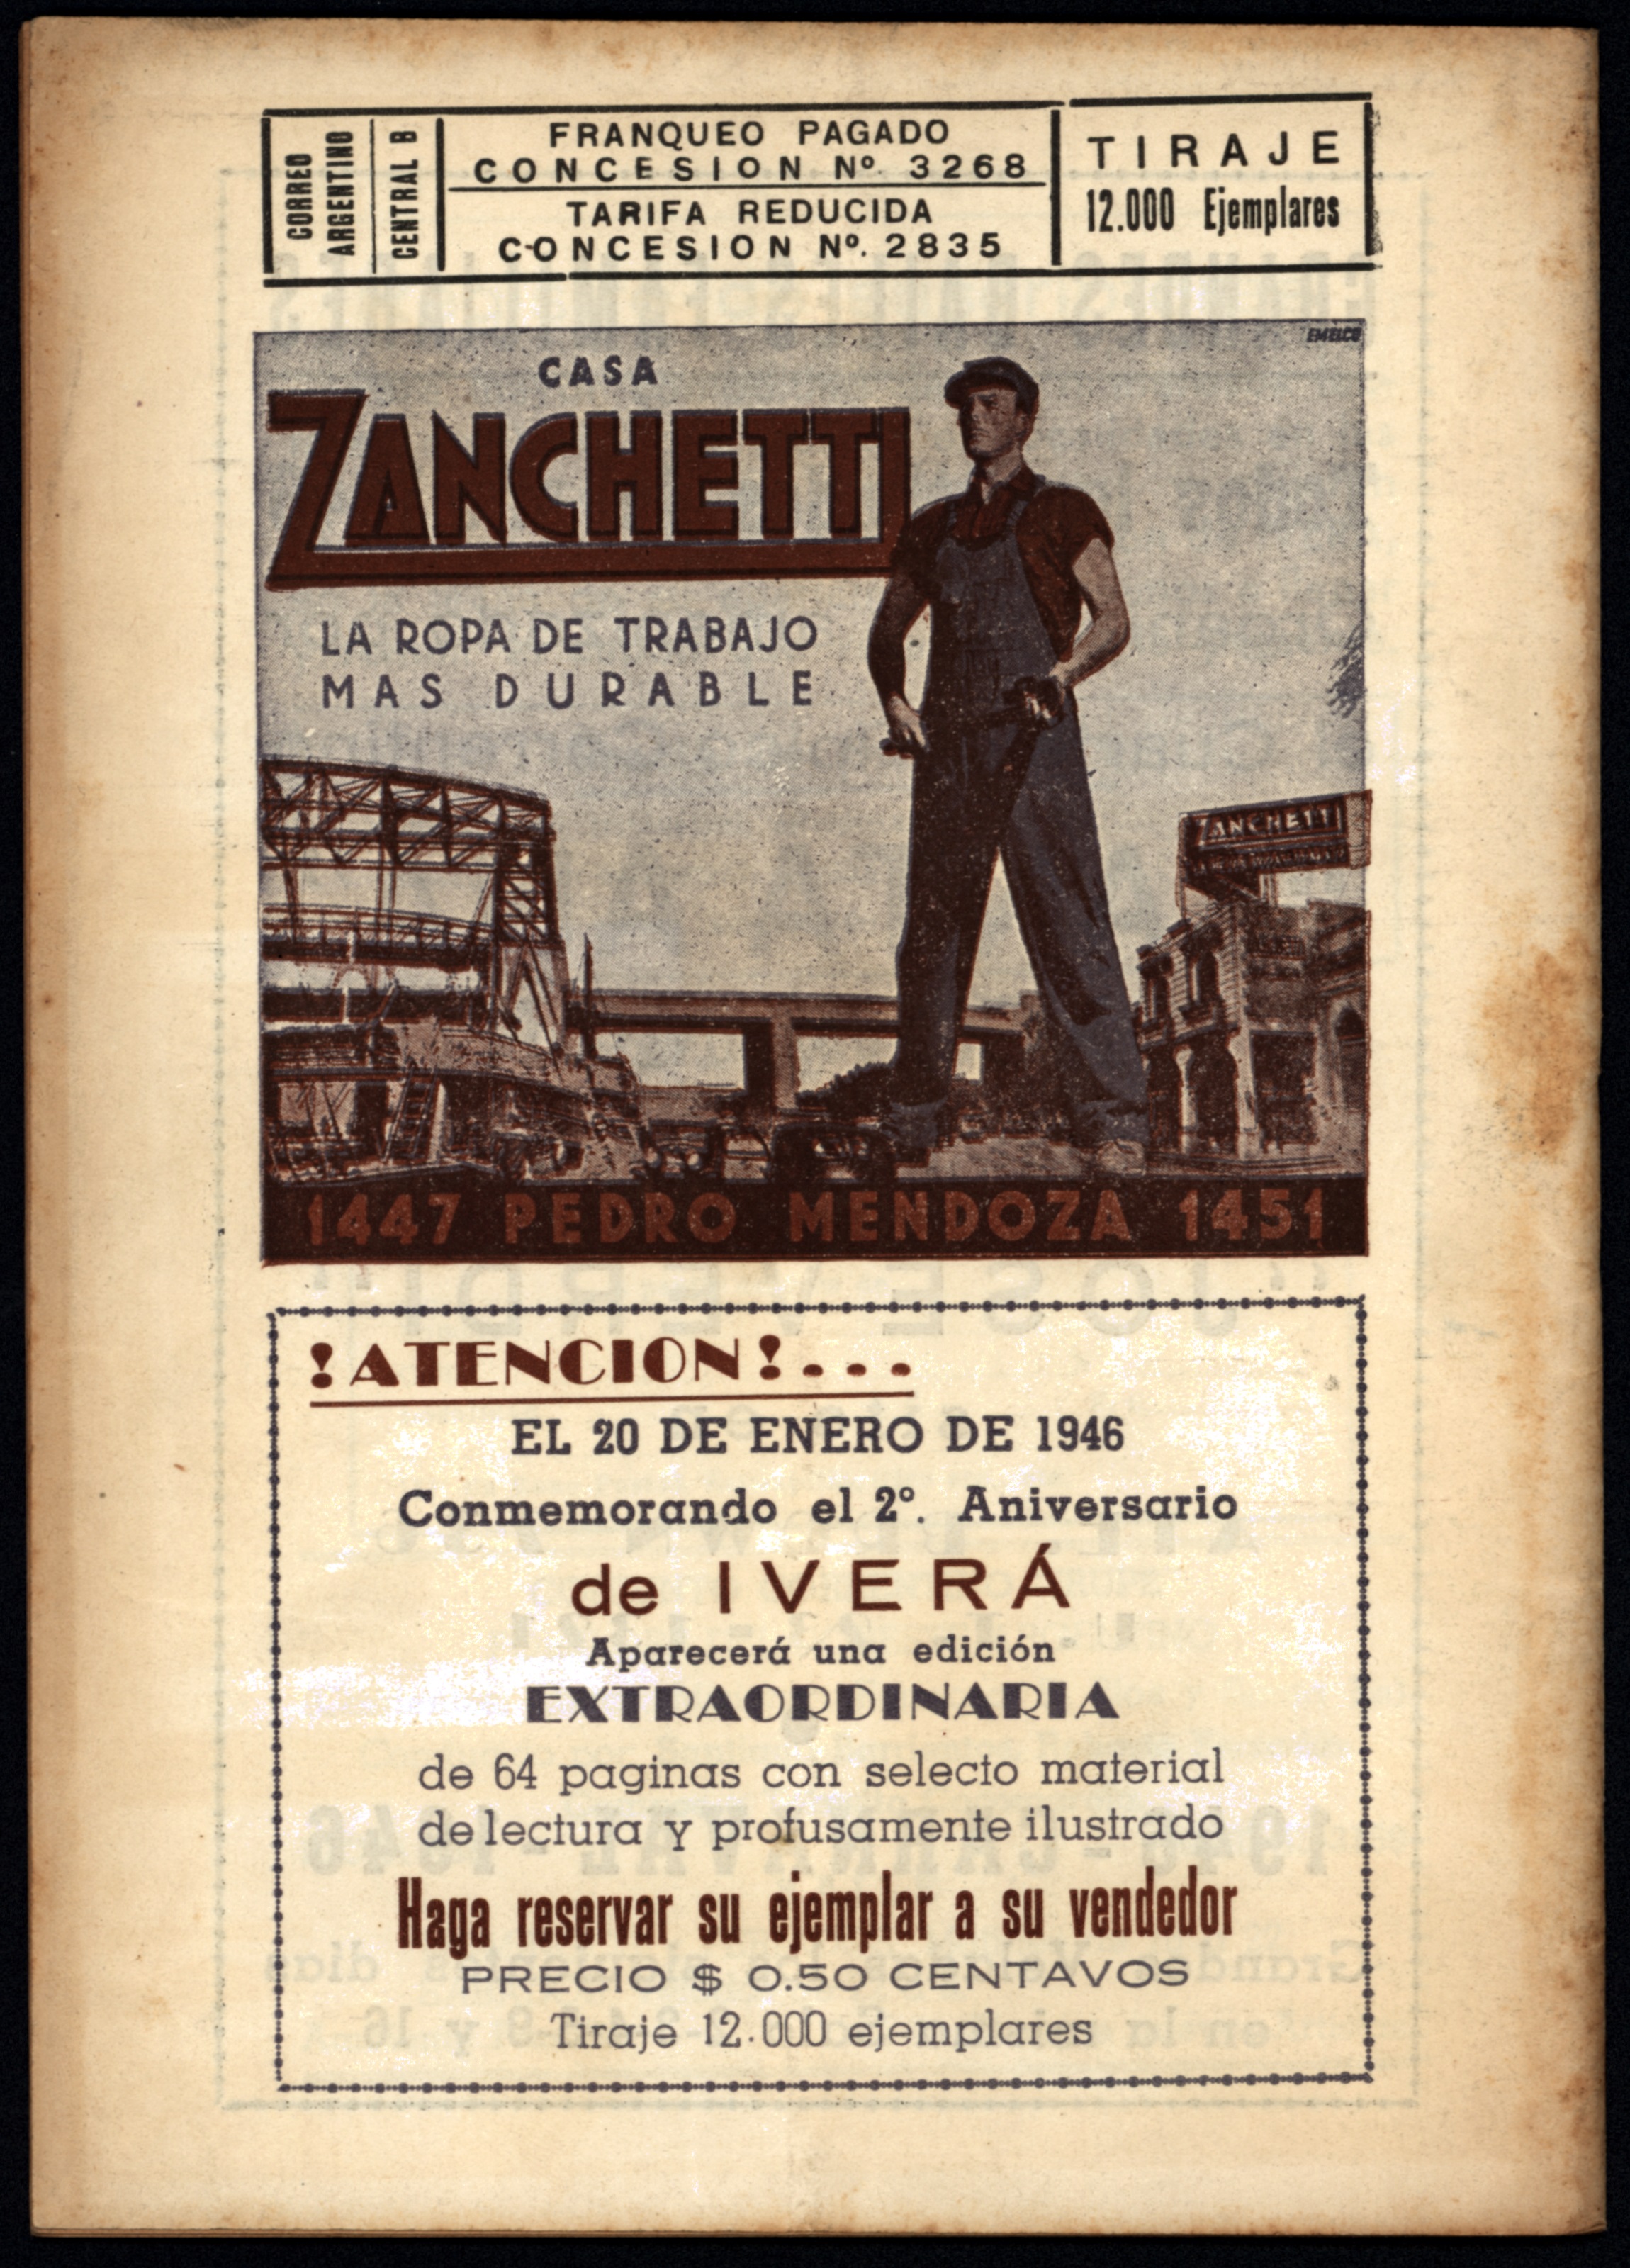 CORREO
ARGENTINO
CENTRAL B
FRANQUEO PAGADO
CONCESION Nº. 3268
TARIFA REDUCIDA
CONCESION Nº. 2835
TIRAJE
12.000 Ejemplares
EMELCO
CASA
ZANCHETTI
LA ROPA DE TRABAJO
MAS DURABLE
ZANCHETTI
1447 PEDRO MENDOZA 1451
!ATENCION!...
EL 20 DE ENERO DE 1946
Conmemorando el 2º. Aniversario
de IVERÁ
Aparecerá una edición
EXTRAORDINARIA
de 64 paginas con selecto material
de lectura y profusamente ilustrado
Haga reservar su ejemplar a su vendedor
PRECIO $ 0.50 CENTAVOS
Tiraje 12.000 ejemplares